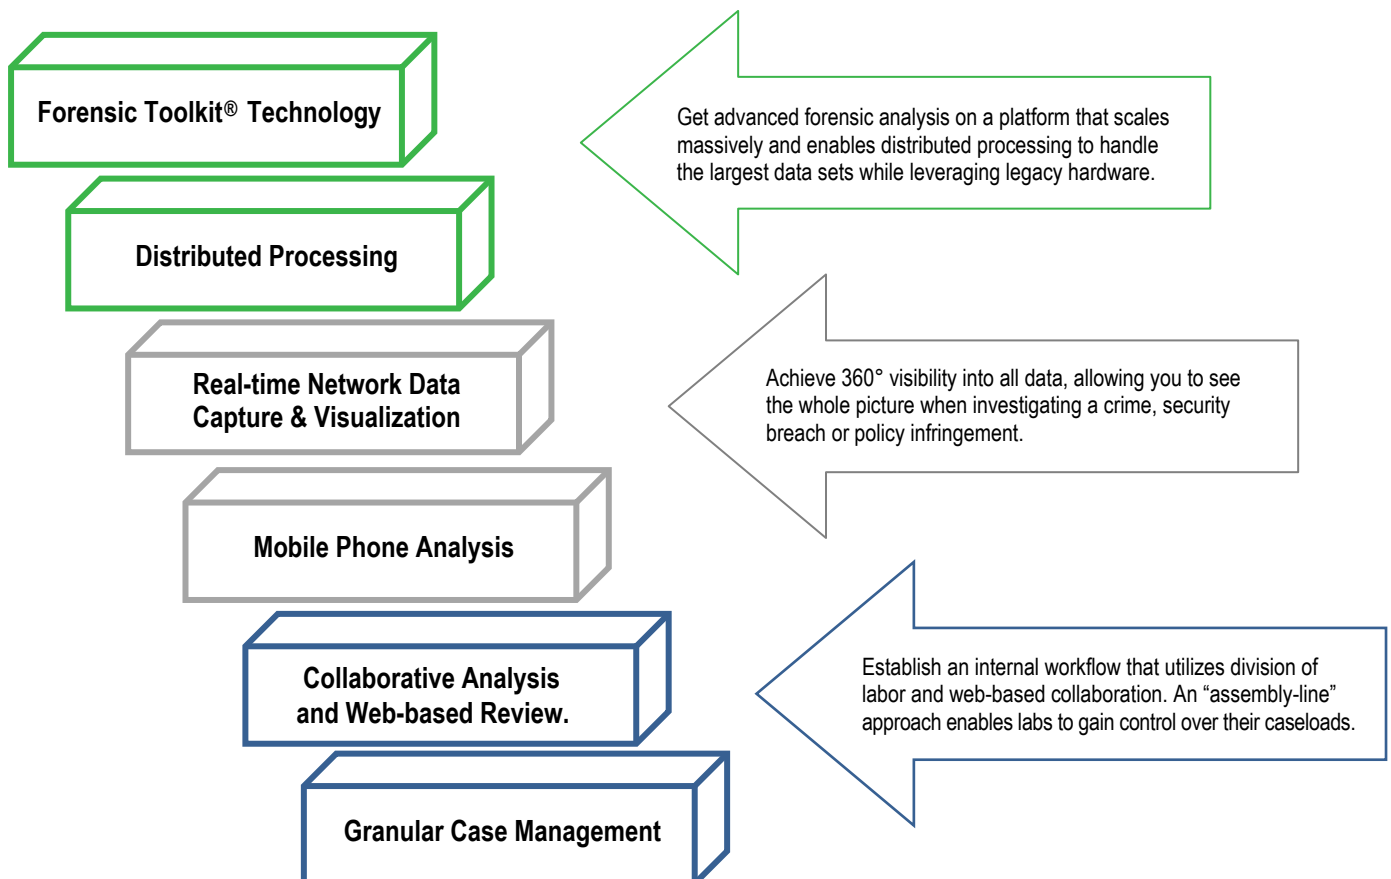 Forensic Toolkit® Technology
Get advanced forensic analysis on a platform that scales
massively and enables distributed processing to handle
the largest data sets while leveraging legacy hardware.
Distributed Processing
Real-time Network Data
Capture & Visualization
Achieve 360° visibility into all data, allowing you to see
the whole picture when investigating a crime, security
breach or policy infringement.
Mobile Phone Analysis
Collaborative Analysis
and Web-based Review.
Establish an internal workflow that utilizes division of
labor and web-based collaboration. An “assembly-line”
approach enables labs to gain control over their caseloads.
Granular Case Management